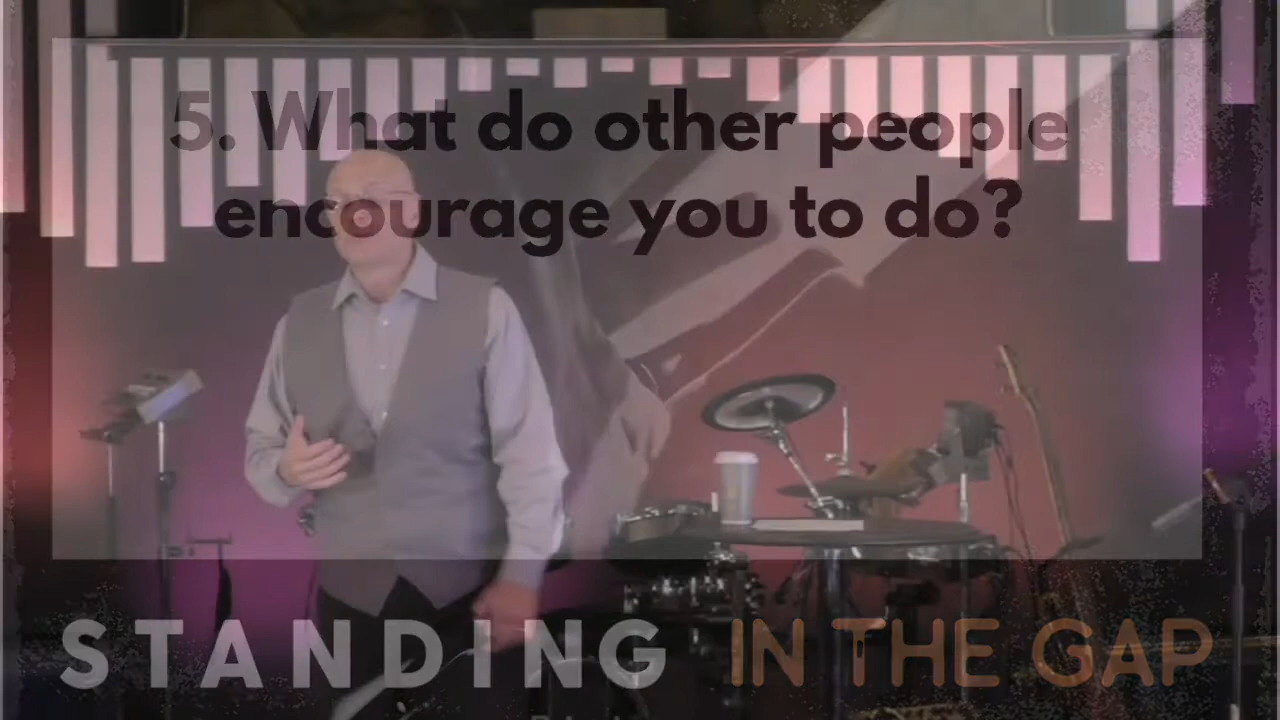 5. What do other people
encourage you to do?
STANDING IN THE GAP